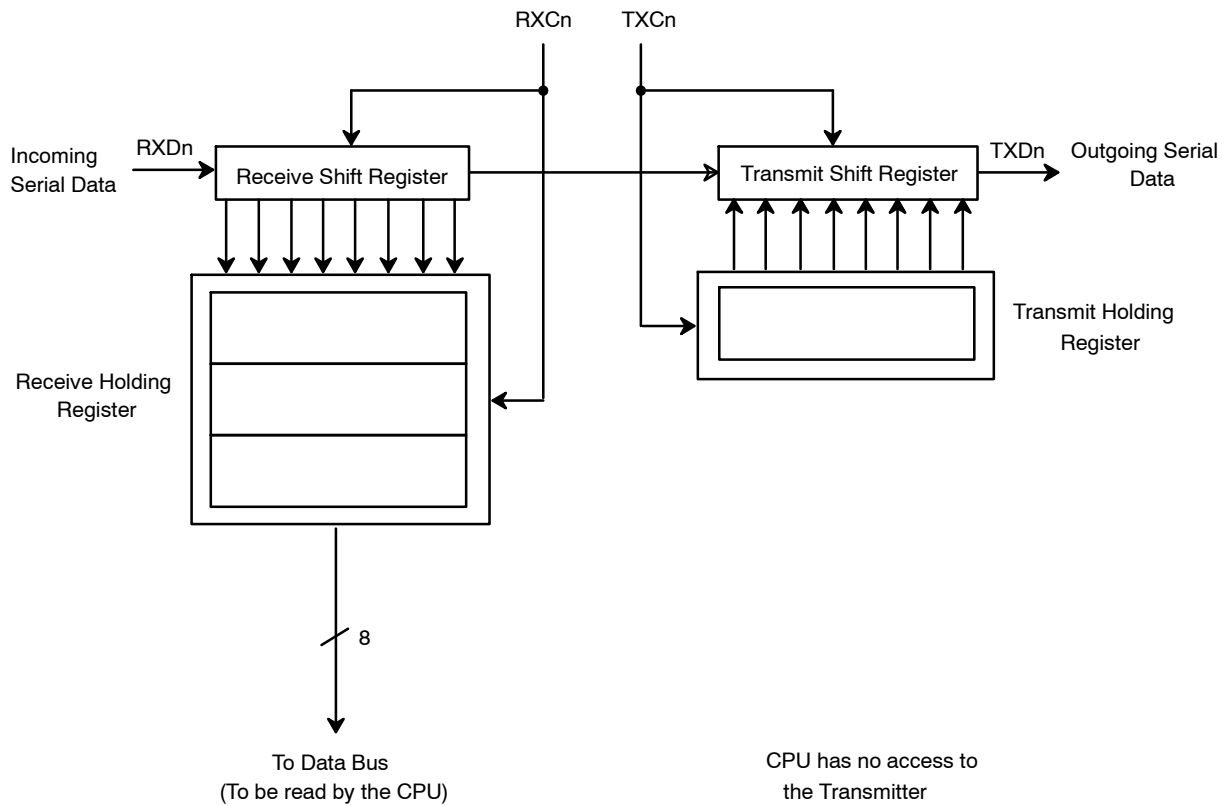 RXCn
TXCn
Incoming
Serial Data
RXDn
Receive Shift Register
Transmit Shift Register
TXDn
Outgoing Serial
Data
Receive Holding
Register
Transmit Holding
Register
8
To Data Bus
(To be read by the CPU)
CPU has no access to
the Transmitter